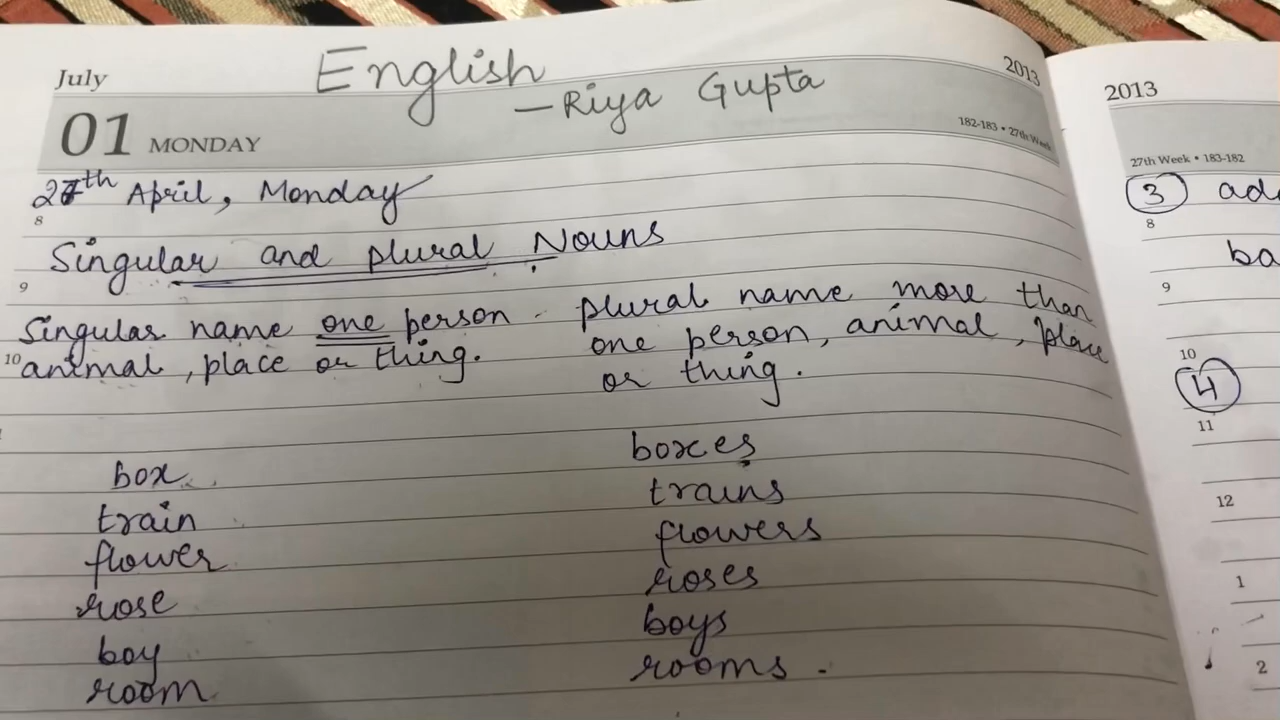 July
English
2013
– Riya Gupta
01 MONDAY
182-183 • 27th Week
27th April, Monday
8
Singular and plural Nouns
9
Singular name one person
animal, place or thing.
10
plural name more than
one person, animal, place
or thing.
box boxes
train trains
flower flowers
rose roses
boy boys
room rooms.
2013
27th Week • 183-182
3
8
9
10
4
11
12
1
2